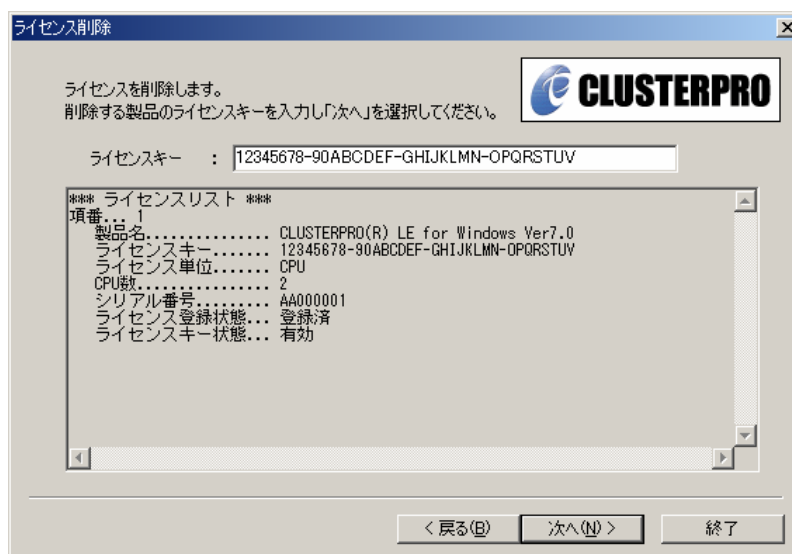 ライセンス削除
ライセンスを削除します。
削除する製品のライセンスキーを入力し「次へ」を選択してください。
CLUSTERPRO
ライセンスキー : 12345678-90ABCDEF-GHIJKLMN-OPQRSTUV
*** ライセンスリスト ***
項番... 1
製品名............... CLUSTERPRO(R) LE for Windows Ver7.0
ライセンスキー....... 12345678-90ABCDEF-GHIJKLMN-OPQRSTUV
ライセンス単位....... CPU
CPU数................ 2
シリアル番号......... AA000001
ライセンス登録状態... 登録済
ライセンスキー状態... 有効
< 戻る(B) 次へ(N) > 終了